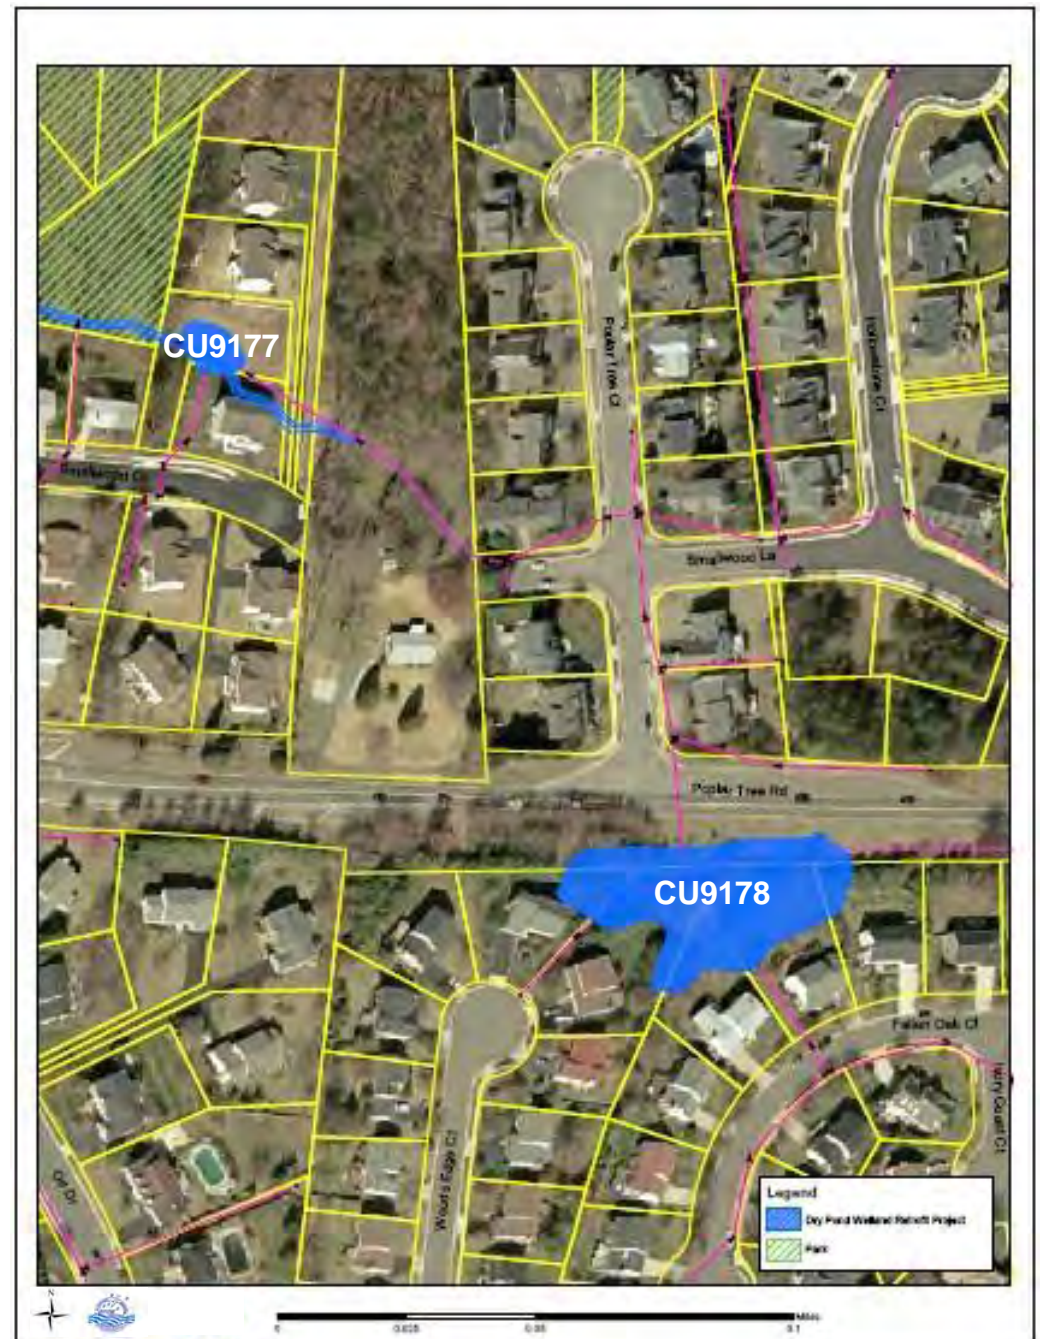 CU9177
Poplar Tree Ct
Smallwood Ln
Poplar Tree Rd
CU9178
Fallen Oak Ct
Woods Edge Ct
Legend
Dry Pond Wetland Retrofit Project
Park
N
Miles
0
0.025
0.05
0.1